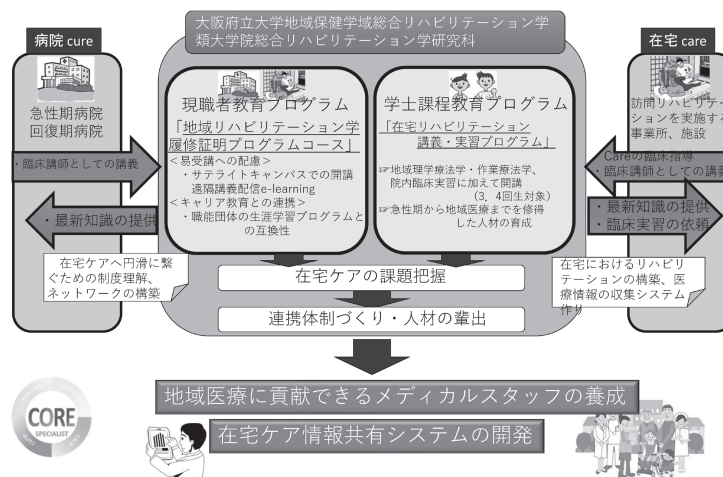 大阪府立大学地域保健学域総合リハビリテーション学
類大学院総合リハビリテーション学研究科
病院 cure
急性期病院
回復期病院
・臨床講師としての講義
・最新知識の提供
在宅ケアへ円滑に繋
ぐための制度理解、
ネットワークの構築
現職者教育プログラム
「地域リハビリテーション学
履修証明プログラムコース」
＜易受講への配慮＞
・サテライトキャンパスでの開講
遠隔講義配信e-learning
＜キャリア教育との連携＞
・職能団体の生涯学習プログラムと
の互換性
学士課程教育プログラム
「在宅リハビリテーション
講義・実習プログラム」
☞地域理学療法学・作業療法学、
院内臨床実習に加えて開講
(3、4回生対象)
☞急性期から地域医療までを修得
した人材の育成
在宅 care
訪問リハビリテー
ションを実施する
事業所、施設
Careの臨床指導
・臨床講師としての講義
・最新知識の提供
・臨床実習の依頼
在宅におけるリハビリ
テーションの構築、医
療情報の収集システム
作り
在宅ケアの課題把握
連携体制づくり・人材の輩出
地域医療に貢献できるメディカルスタッフの養成
在宅ケア情報共有システムの開発
CORE
SPECIALIST